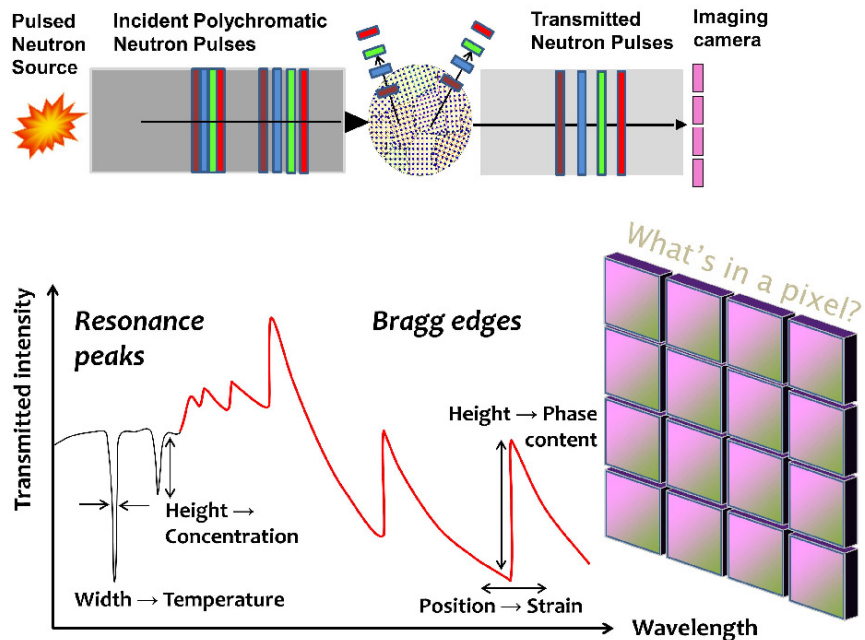 Pulsed
Neutron
Source
Incident Polychromatic
Neutron Pulses
Transmitted
Neutron Pulses
Imaging
camera
What's in a pixel?
Transmitted intensity
Resonance
peaks
Bragg edges
Height → Phase
content
Height →
Concentration
Width → Temperature
Position → Strain
Wavelength